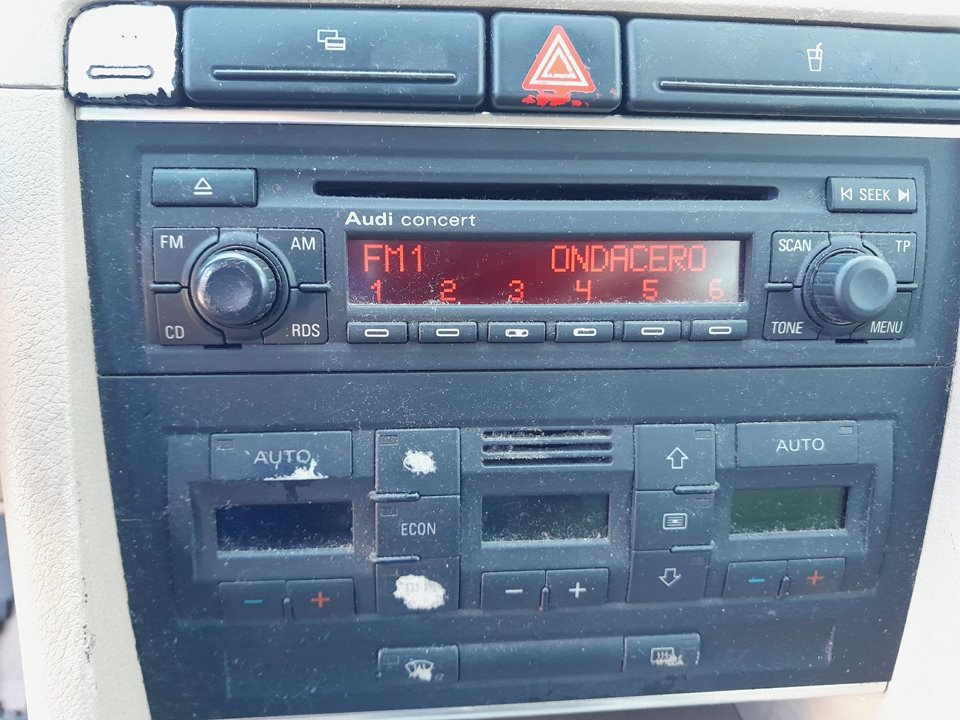 SEEK
Audi concert
FM
AM
CD
RDS
FM1 ONDACERO
1 2 3 4 5 6
SCAN
TP
TONE
MENU
AUTO
AUTO
ECON
- +
- +
- +